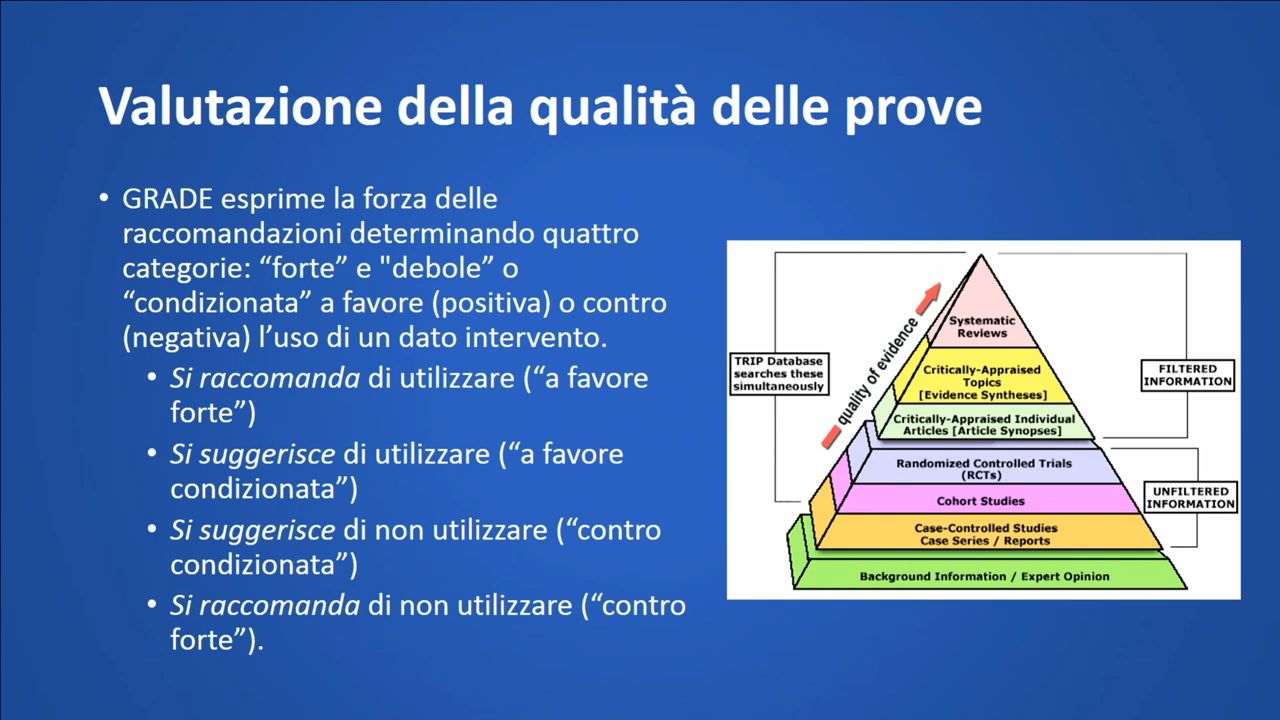 Valutazione della qualità delle prove
• GRADE esprime la forza delle
raccomandazioni determinando quattro
categorie: “forte” e "debole” o
“condizionata” a favore (positiva) o contro
(negativa) l’uso di un dato intervento.
• Si raccomanda di utilizzare (“a favore
forte”)
• Si suggerisce di utilizzare (“a favore
condizionata”)
• Si suggerisce di non utilizzare (“contro
condizionata”)
• Si raccomanda di non utilizzare (“contro
forte”).
TRIP Database
searches these
simultaneously
quality of evidence
Systematic
Reviews
Critically-Appraised
Topics
[Evidence Syntheses]
Critically-Appraised Individual
Articles [Article Synopses]
Randomized Controlled Trials
(RCTs)
Cohort Studies
Case-Controlled Studies
Case Series / Reports
Background Information / Expert Opinion
FILTERED
INFORMATION
UNFILTERED
INFORMATION